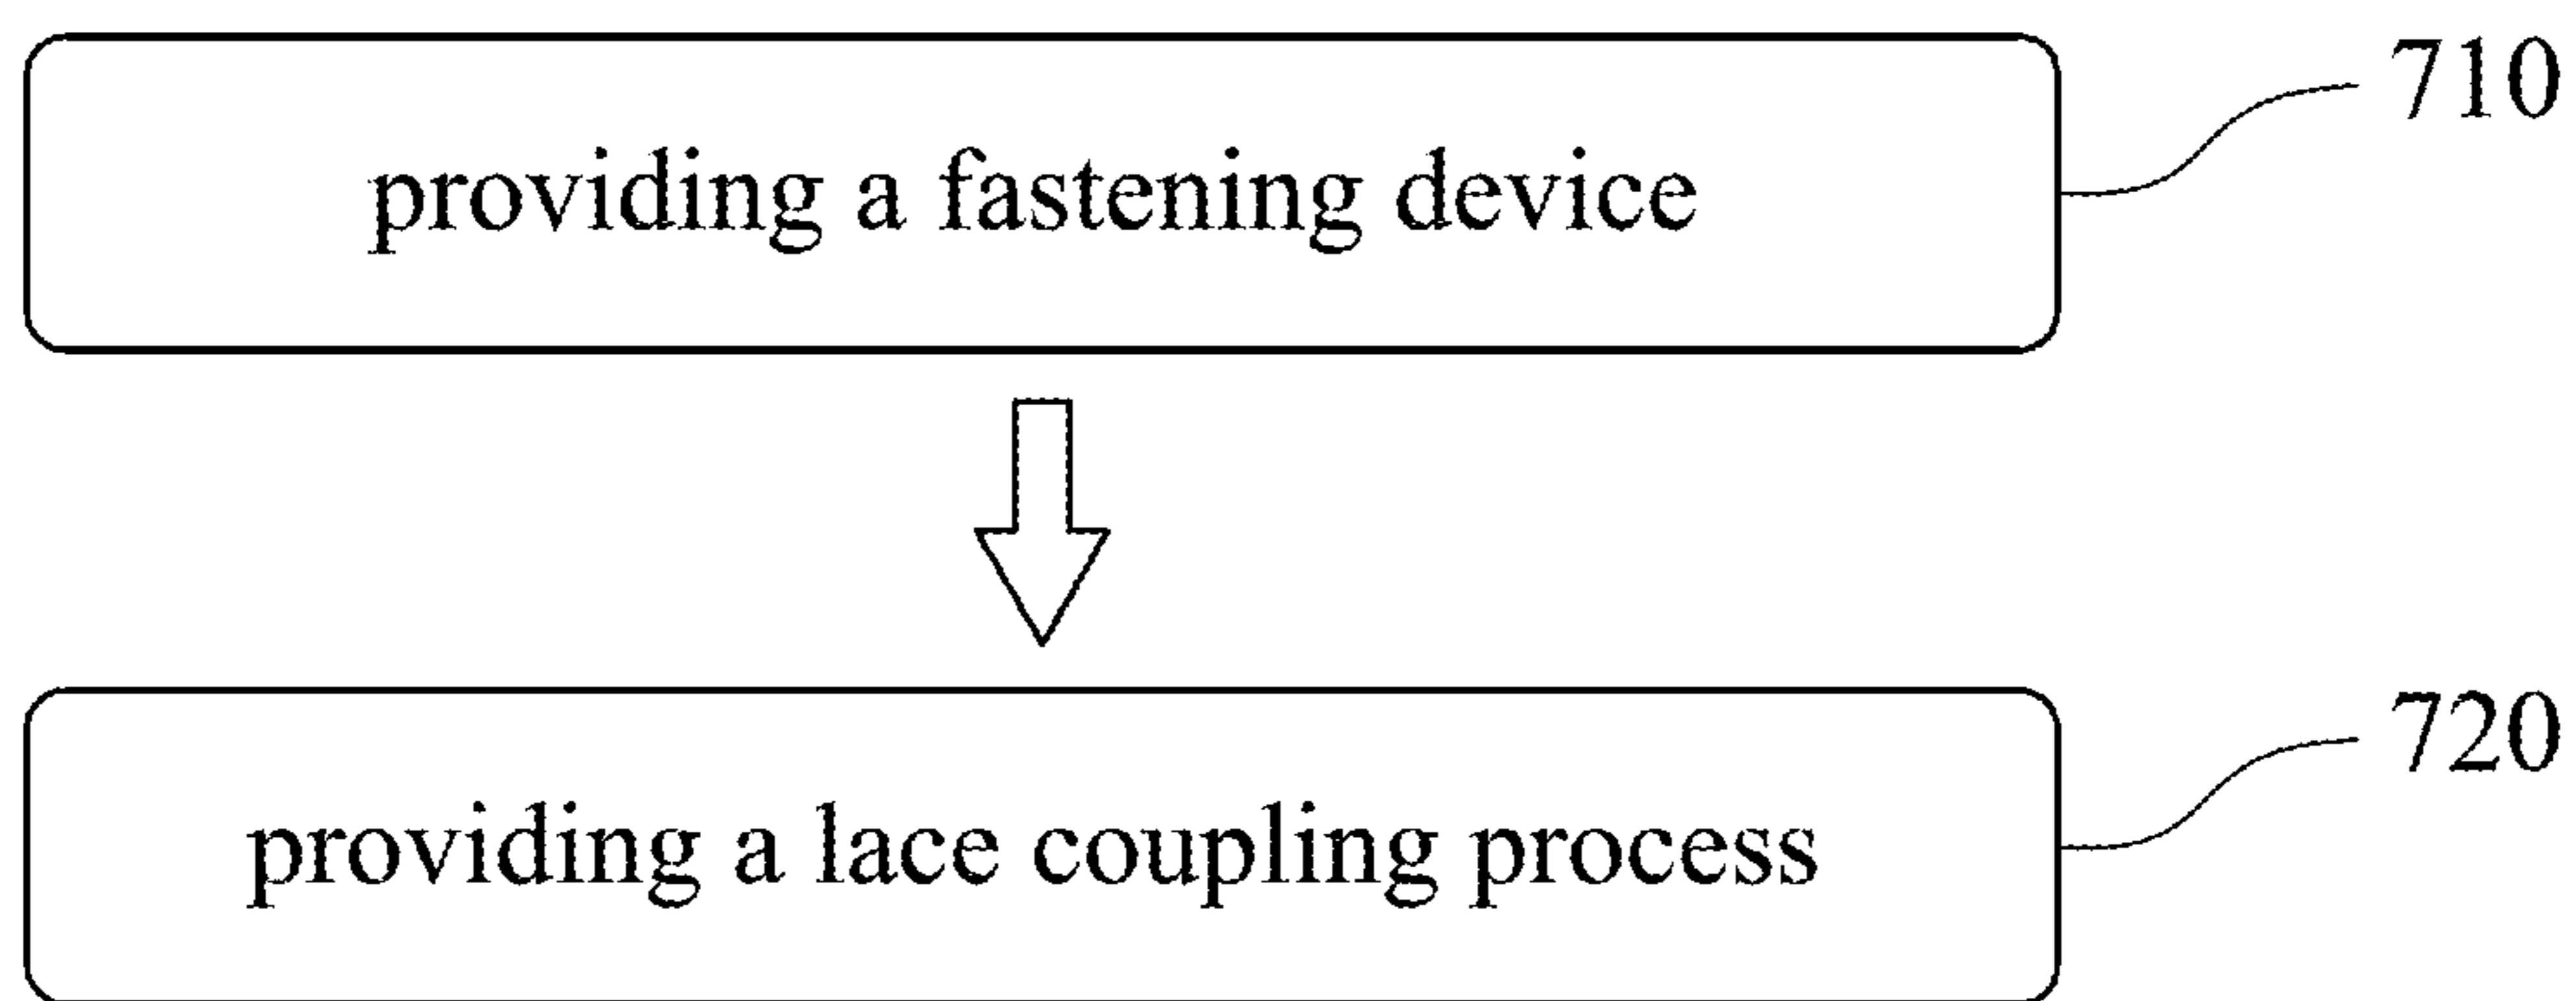 710
providing a fastening device
720
providing a lace coupling process